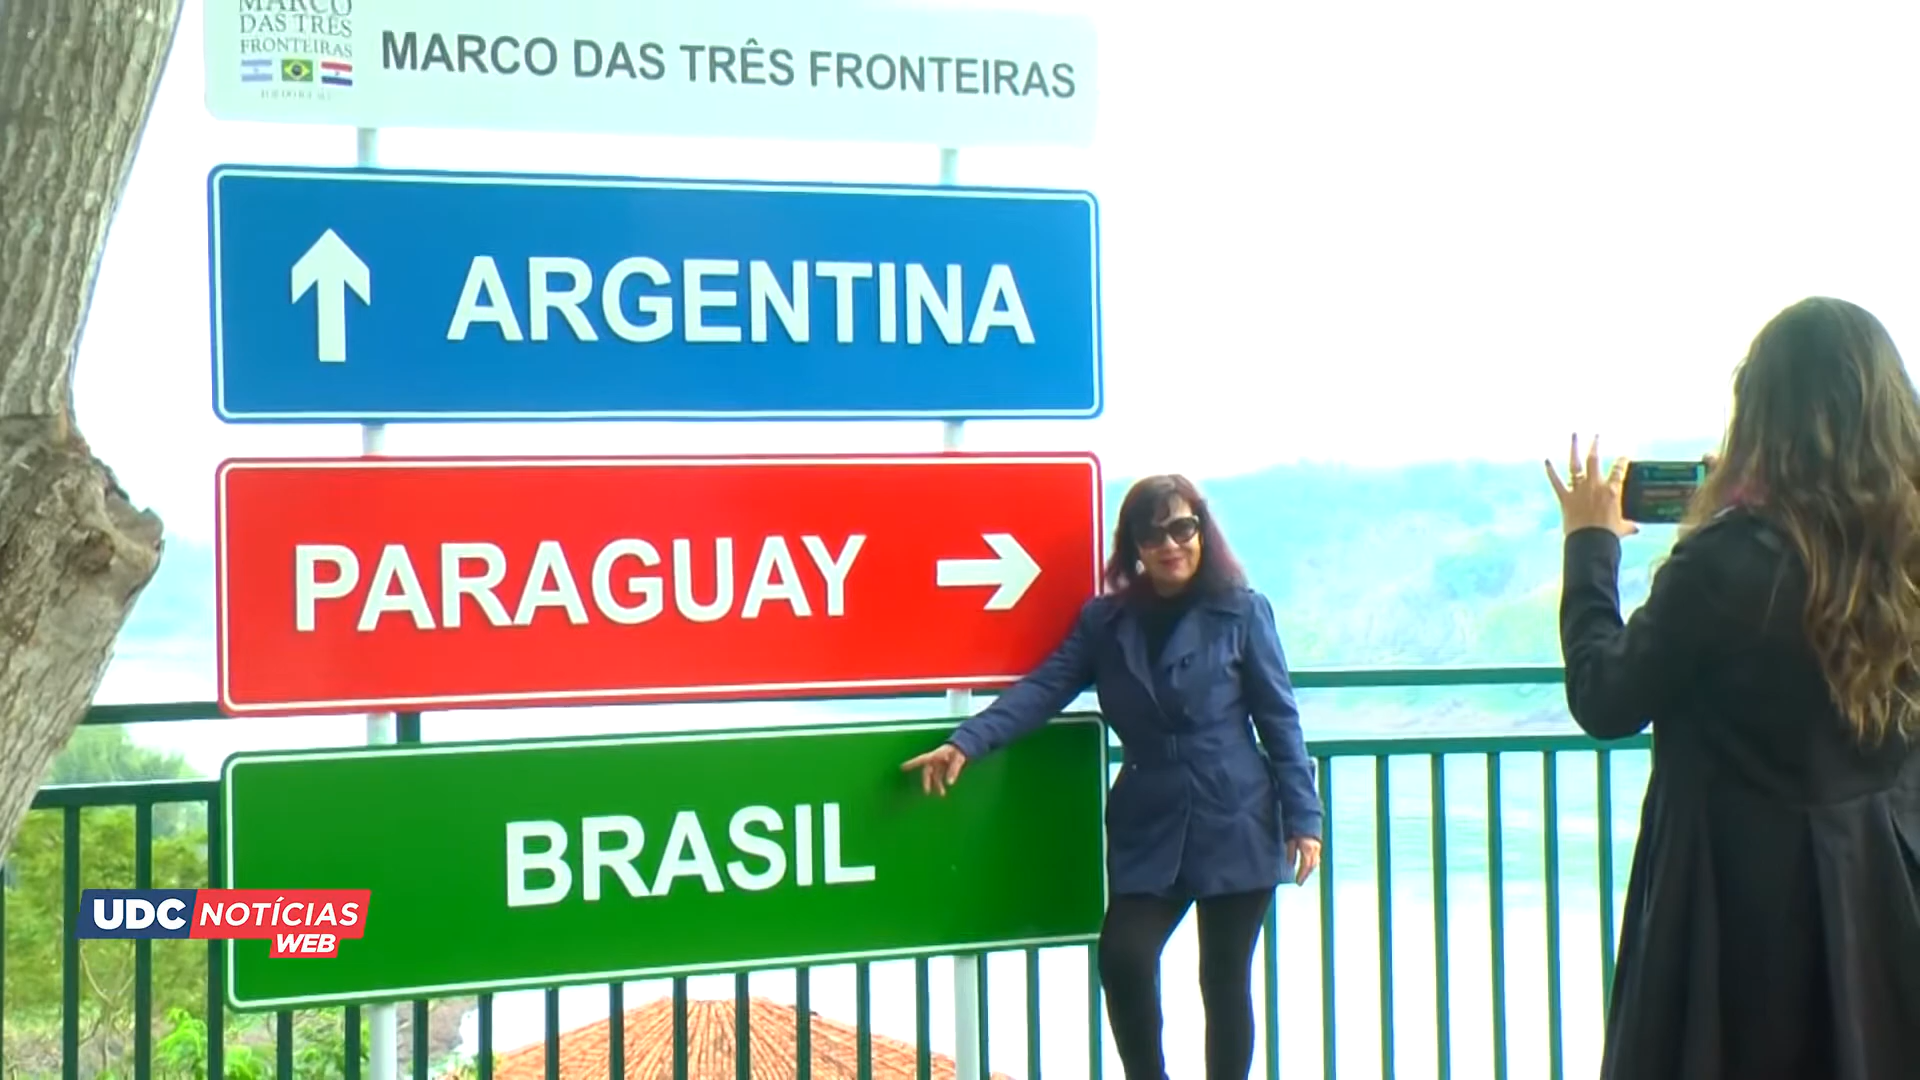 MARCO
DAS TRÊS
FRONTEIRAS
MARCO DAS TRÊS FRONTEIRAS
ARGENTINA
PARAGUAY
BRASIL
UDC NOTÍCIAS
WEB